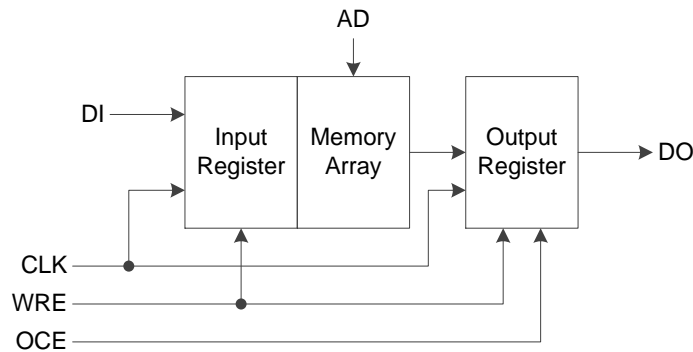 AD
DI
Input
Register
Memory
Array
Output
Register
DO
CLK
WRE
OCE